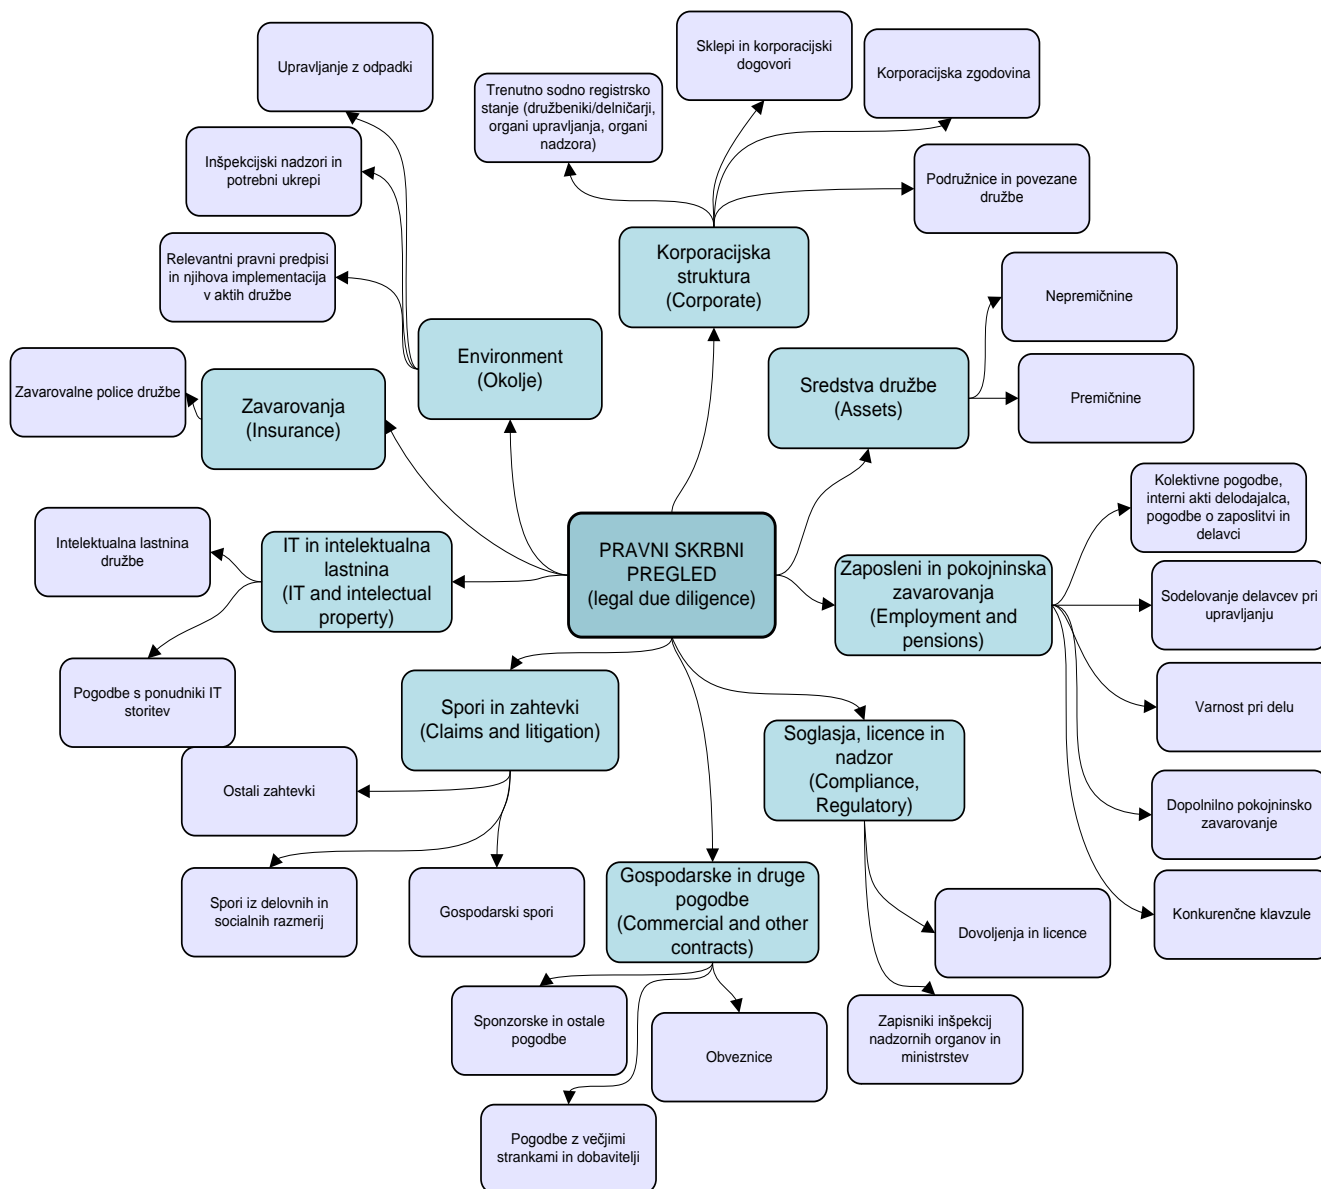 Upravljanje z odpadki
Sklepi in korporacijski
dogovori
Korporacijska zgodovina
Trenutno sodno registrsko
stanje (družbeniki/delničarji,
organi upravljanja, organi
nadzora)
Inšpekcijski nadzori in
potrebni ukrepi
Podružnice in povezane
družbe
Relevantni pravni predpisi
in njihova implementacija
v aktih družbe
Korporacijska
struktura
(Corporate)
Nepremičnine
Environment
(Okolje)
Sredstva družbe
(Assets)
Premičnine
Zavarovalne police družbe
Zavarovanja
(Insurance)
Kolektivne pogodbe,
interni akti delodajalca,
pogodbe o zaposlitvi in
delavci
Intelektualna lastnina
družbe
IT in intelektualna
lastnina
(IT and intelectual
property)
PRAVNI SKRBNI
PREGLED
(legal due diligence)
Zaposleni in pokojninska
zavarovanja
(Employment and
pensions)
Sodelovanje delavcev pri
upravljanju
Pogodbe s ponudniki IT
storitev
Spori in zahtevki
(Claims and litigation)
Soglasja, licence in
nadzor
(Compliance,
Regulatory)
Varnost pri delu
Ostali zahtevki
Dopolnilno pokojninsko
zavarovanje
Spori iz delovnih in
socialnih razmerij
Gospodarski spori
Gospodarske in druge
pogodbe
(Commercial and other
contracts)
Dovoljenja in licence
Konkurenčne klavzule
Sponzorske in ostale
pogodbe
Obveznice
Zapisniki inšpekcij
nadzornih organov in
ministrstev
Pogodbe z večjimi
strankami in dobavitelji